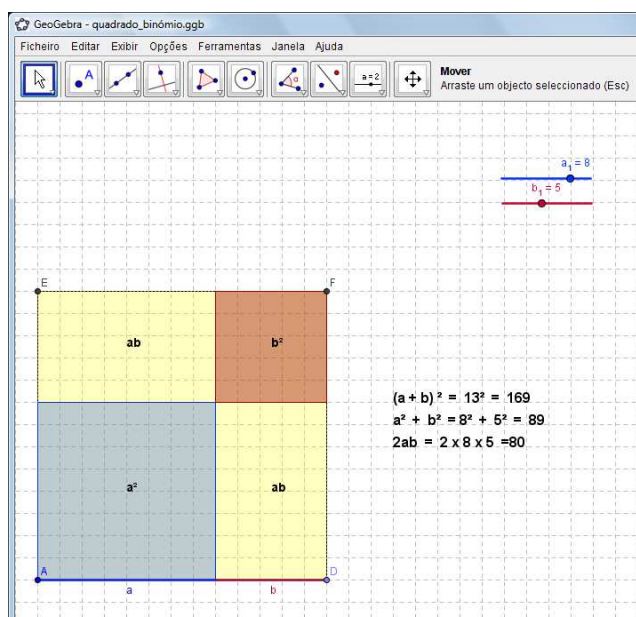 GeoGebra - quadrado_binómio.ggb
Ficheiro Editar Exibir Opções Ferramentas Janela Ajuda
A
α
a = 2
Mover
Arraste um objecto seleccionado (Esc)
a₁ = 8
b₁ = 5
E
F
ab
b²
(a + b) ² = 13² = 169
a² + b² = 8² + 5² = 89
2ab = 2 x 8 x 5 =80
a²
ab
A
D
a
b